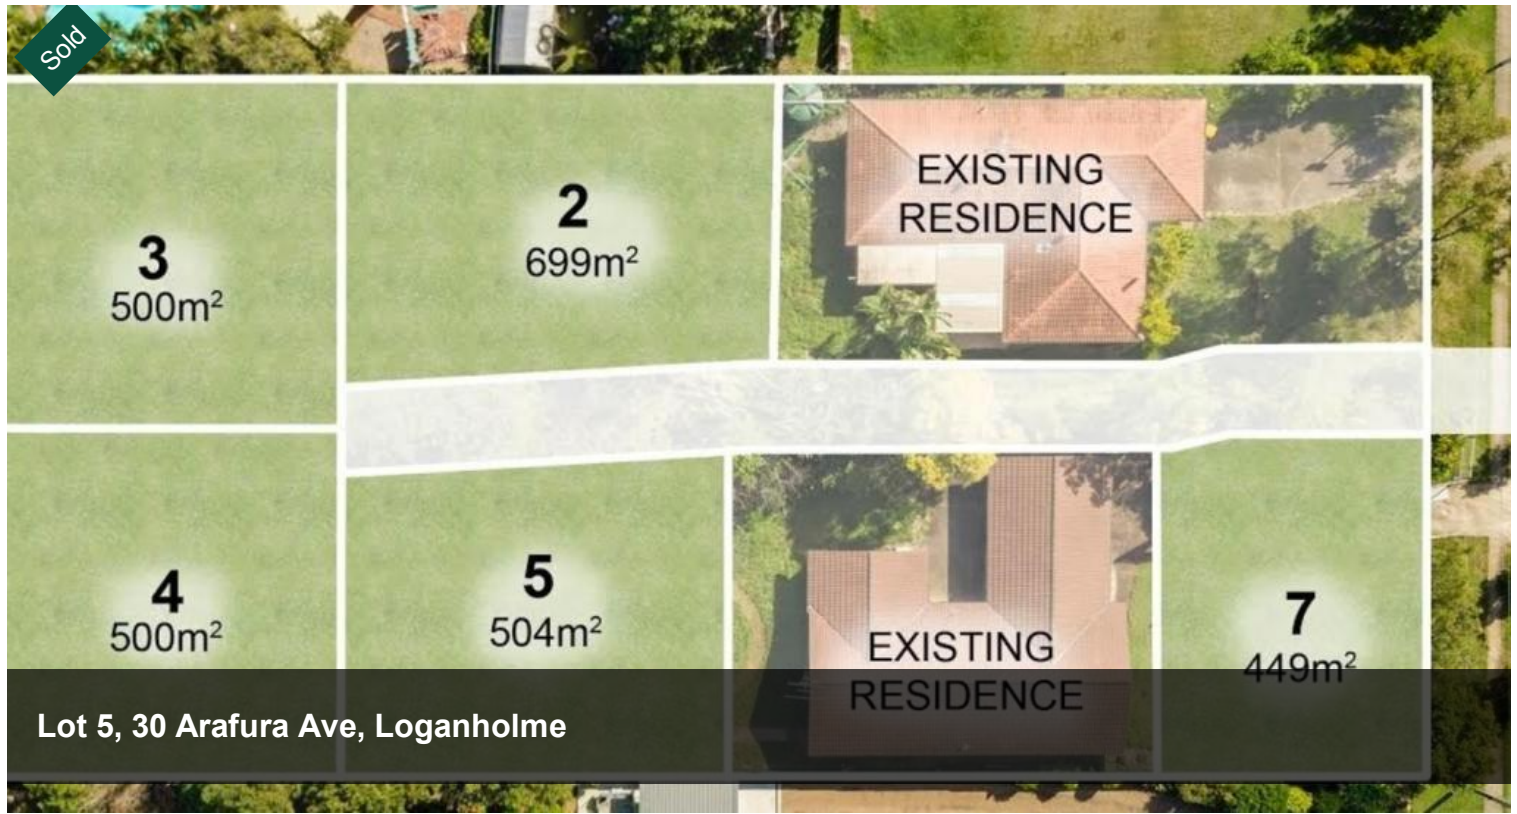 Sold
EXISTING
RESIDENCE
2
699m²
3
500m²
5
504m²
4
500m²
7
449m²
EXISTING
RESIDENCE
Lot 5, 30 Arafura Ave, Loganholme